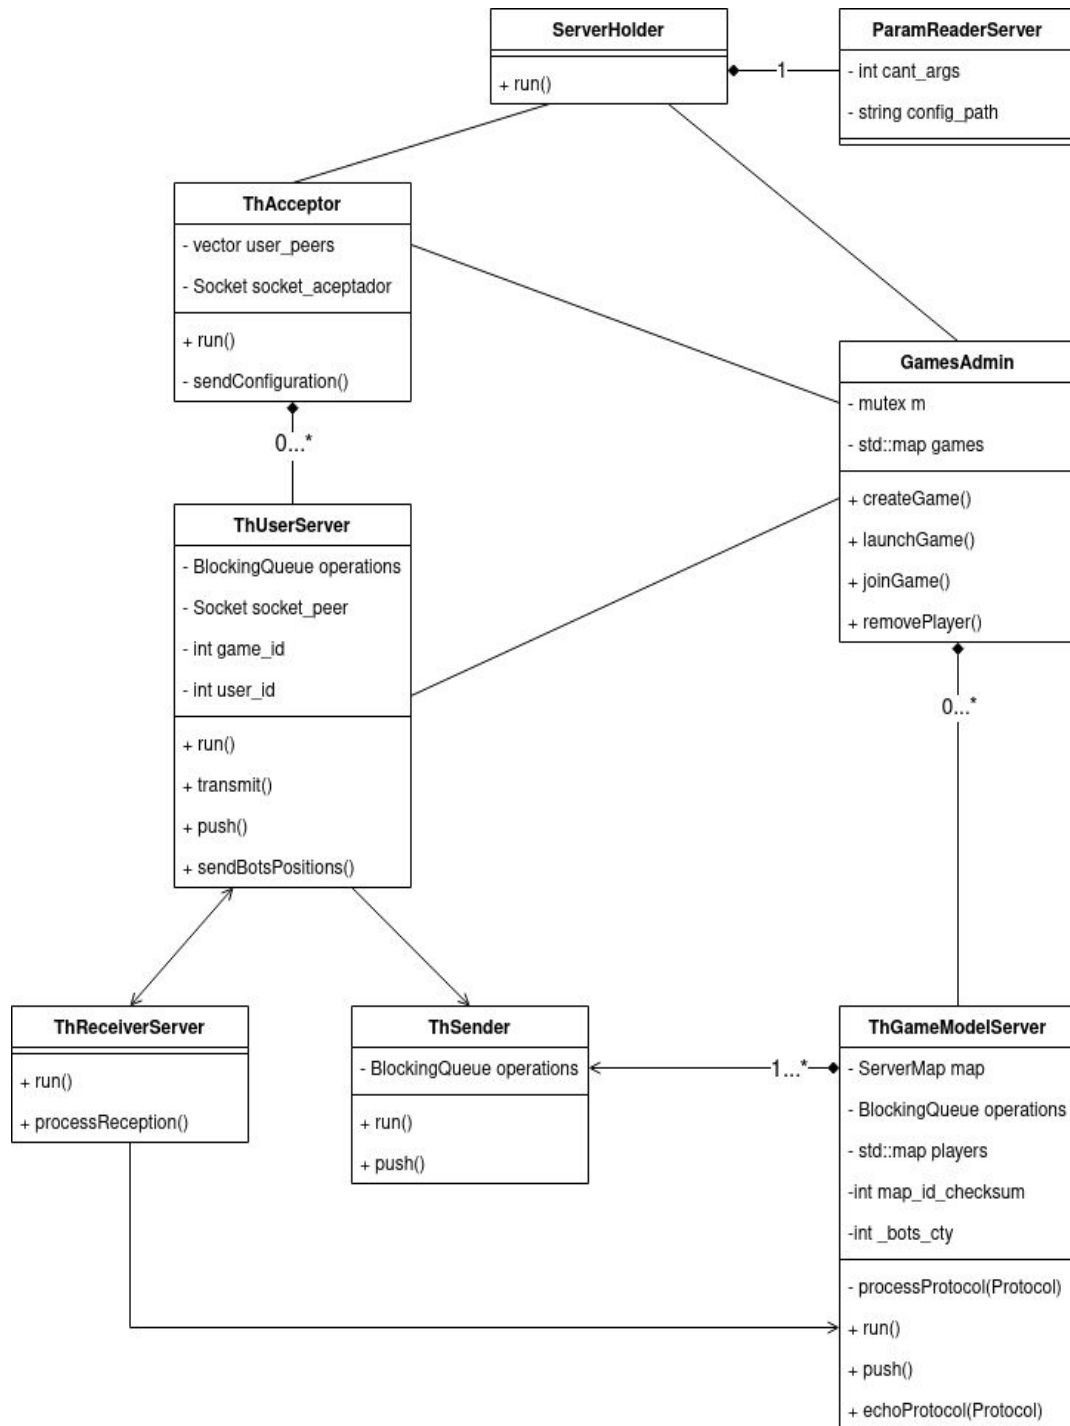 ServerHolder
+ run()
1
ParamReaderServer
- int cant_args
- string config_path
ThAcceptor
- vector user_peers
- Socket socket_aceptador
+ run()
- sendConfiguration()
0...*
GamesAdmin
- mutex m
- std::map games
+ createGame()
+ launchGame()
+ joinGame()
+ removePlayer()
0...*
ThUserServer
- BlockingQueue operations
- Socket socket_peer
- int game_id
- int user_id
+ run()
+ transmit()
+ push()
+ sendBotsPositions()
ThReceiverServer
+ run()
+ processReception()
ThSender
- BlockingQueue operations
+ run()
+ push()
1...*
ThGameModelServer
- ServerMap map
- BlockingQueue operations
- std::map players
-int map_id_checksum
-int _bots_cty
- processProtocol(Protocol)
+ run()
+ push()
+ echoProtocol(Protocol)